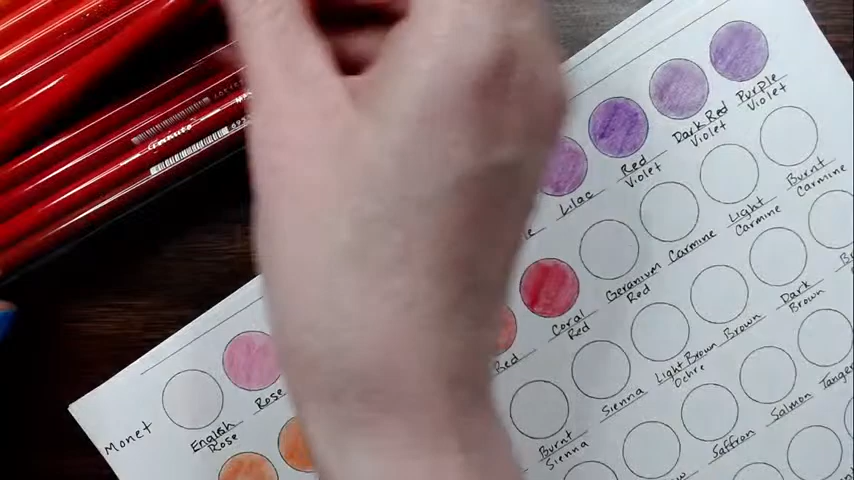 Monet
English
Rose
Rose
Lilac
Red
Violet
Dark Red
Violet
Purple
Violet
Red
Coral
Red
Geranium
Red
Carmine
Light
Carmine
Burnt
Carmine
Burnt
Sienna
Sienna
Light Brown
Ochre
Brown
Dark
Brown
Saffron
Salmon